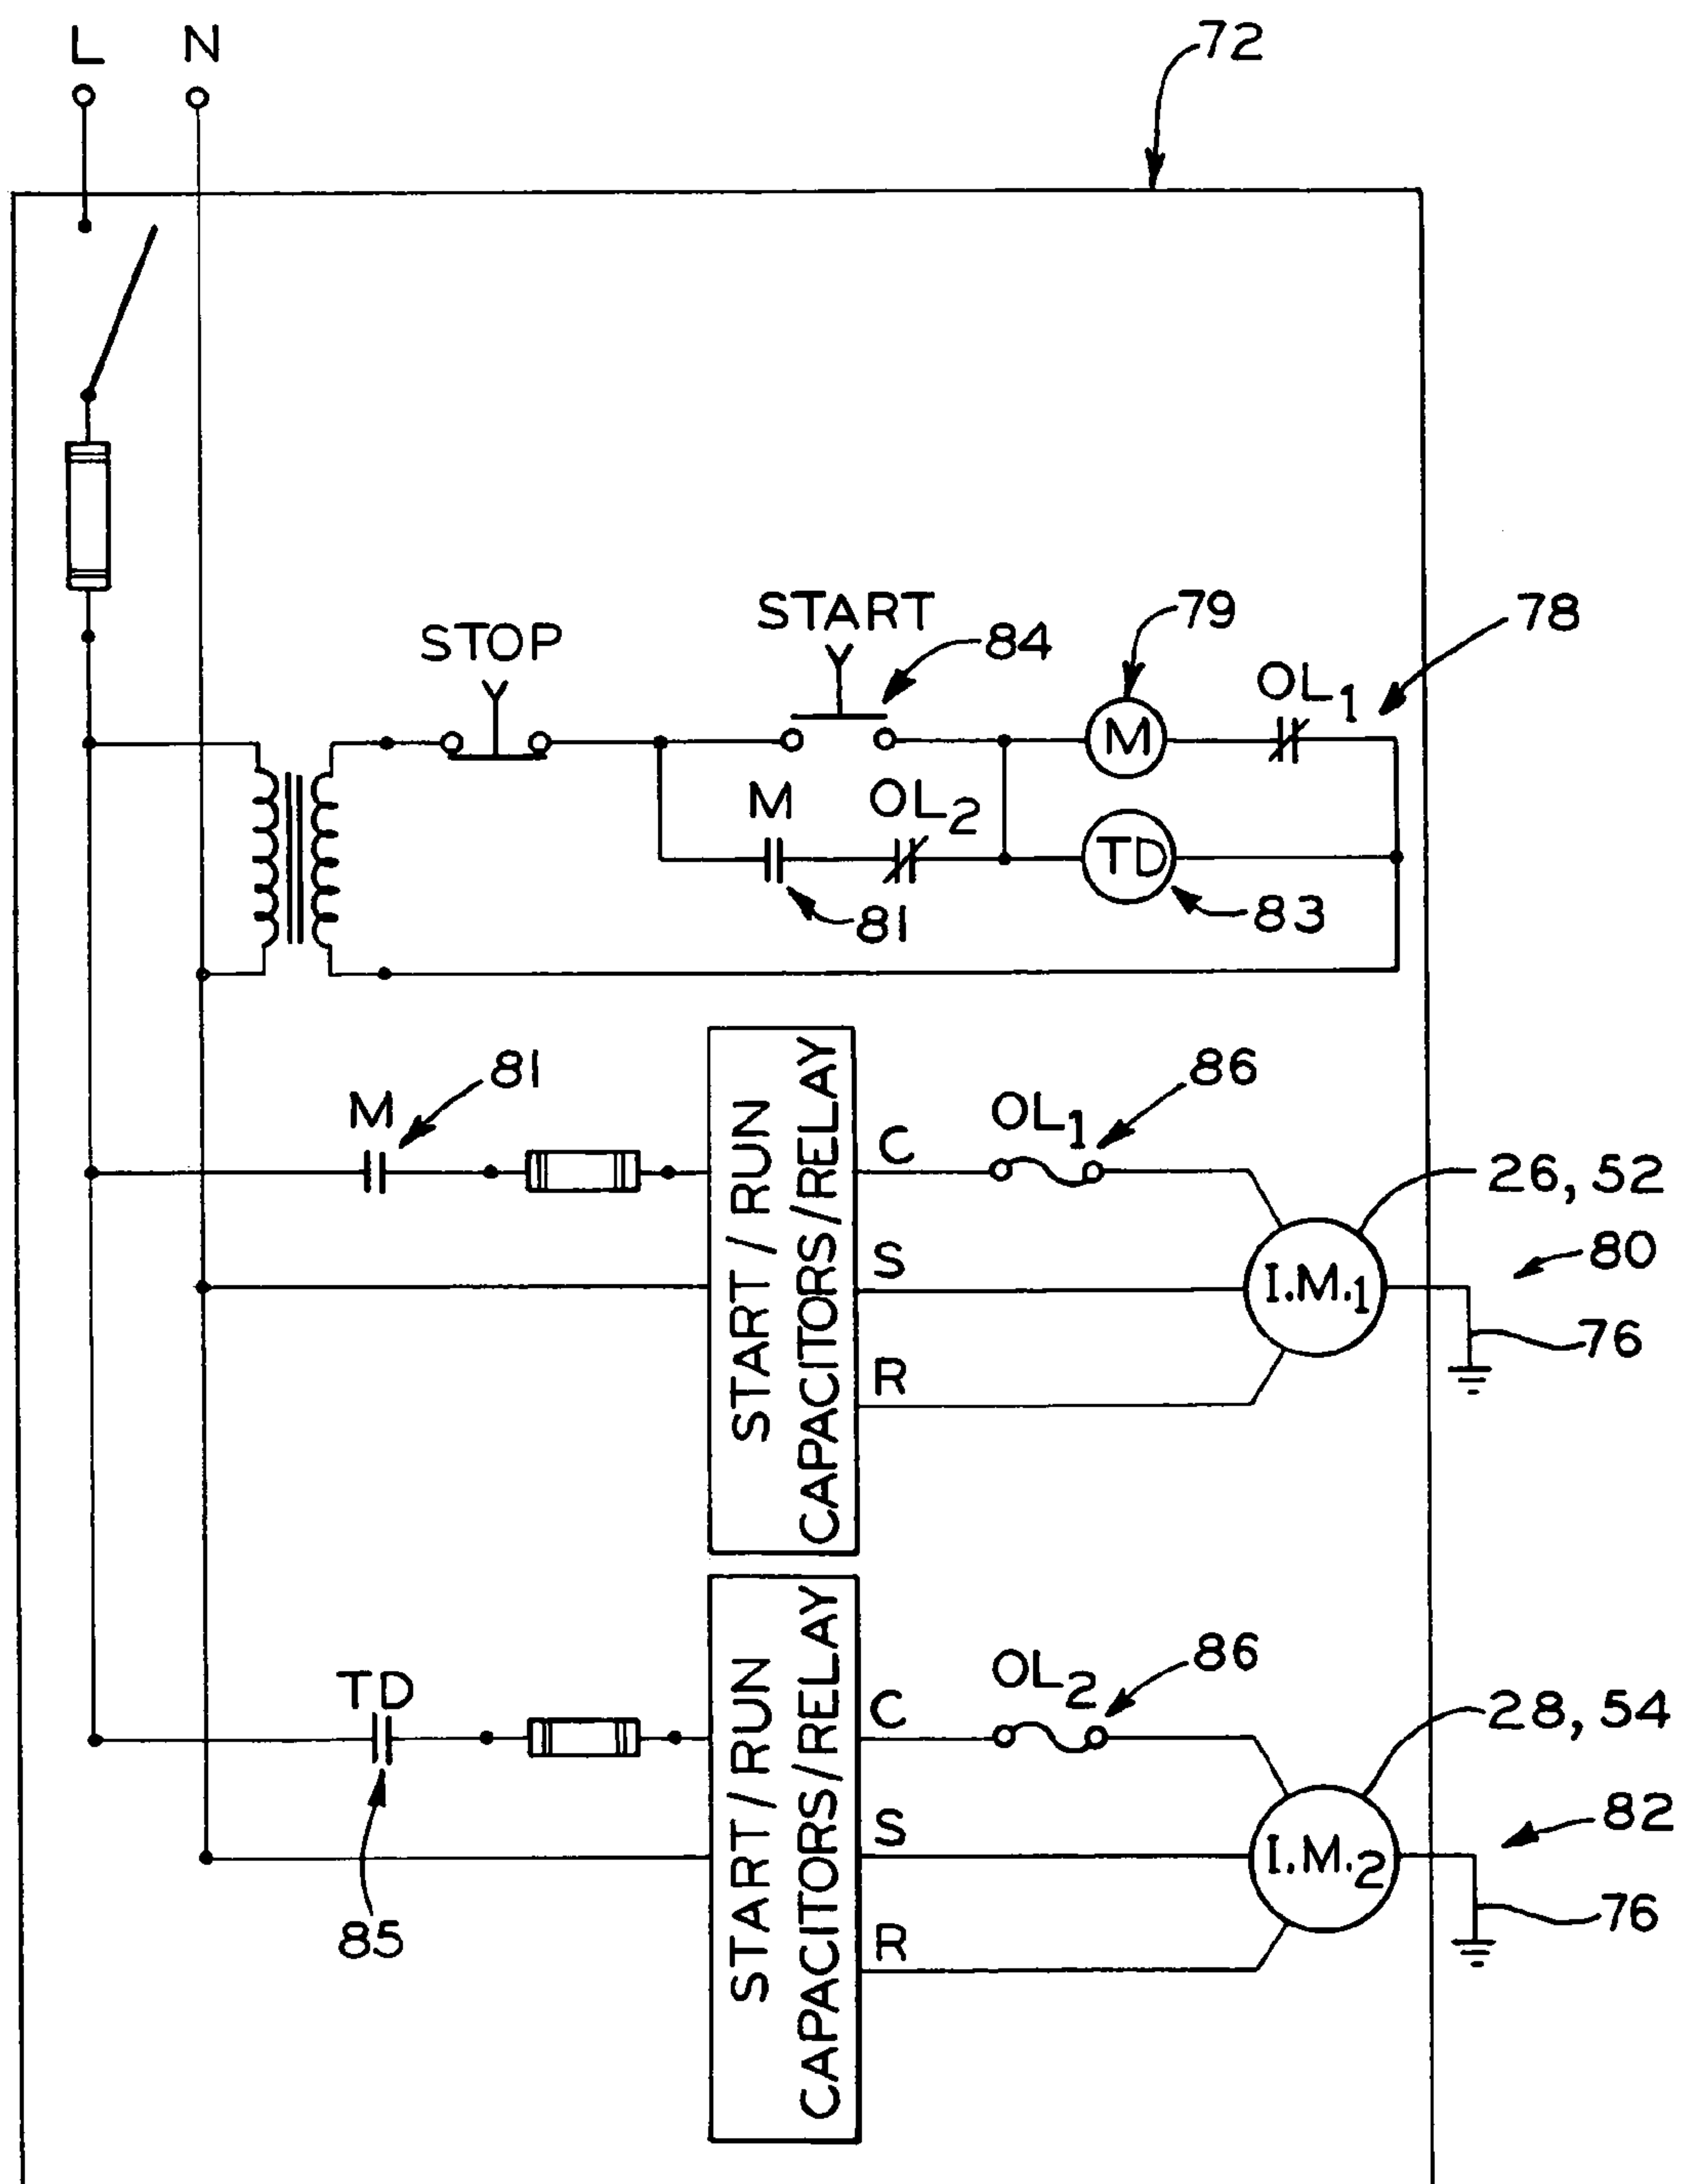 L N
72
STOP
START
84
79
78
OL1
M
M
OL2
TD
81
83
81
M
START/RUN
CAPACITORS/RELAY
C
OL1
86
26, 52
S
I.M.1
80
76
R
TD
85
START/RUN
CAPACITORS/RELAY
C
OL2
86
28, 54
S
I.M.2
82
76
R